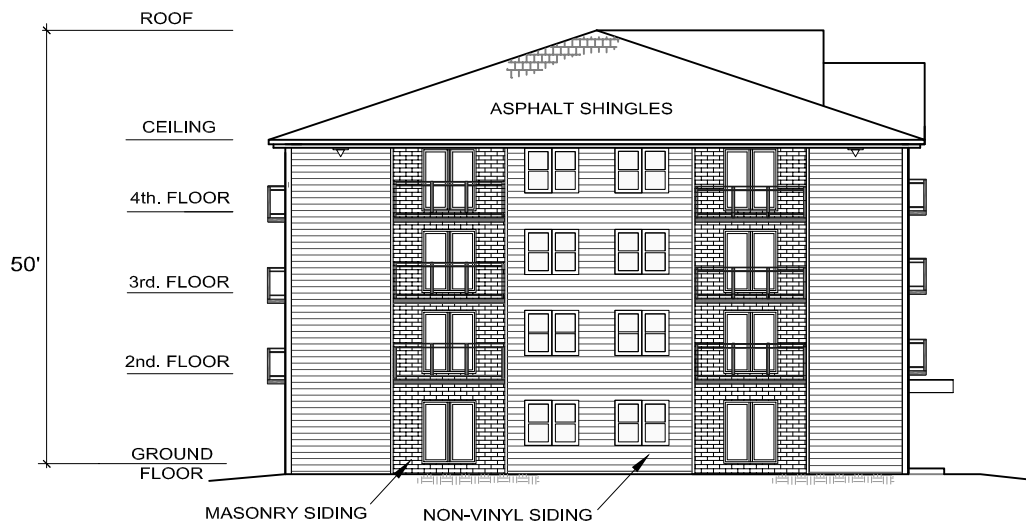 ROOF
ASPHALT SHINGLES
CEILING
4th. FLOOR
50'
3rd. FLOOR
2nd. FLOOR
GROUND
FLOOR
MASONRY SIDING
NON-VINYL SIDING